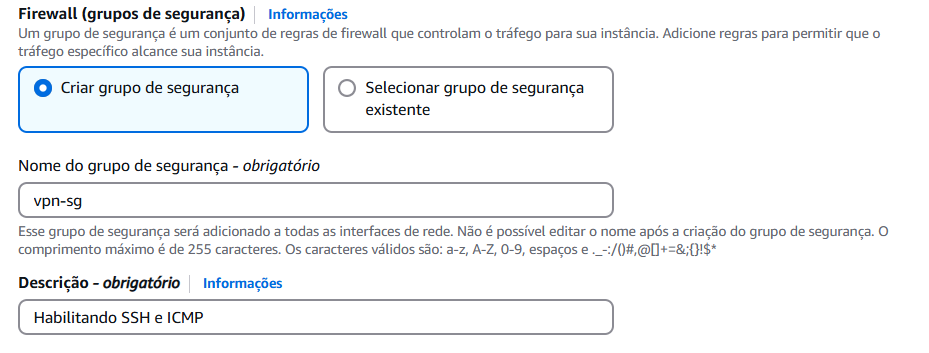 Firewall (grupos de segurança) Informações
Um grupo de segurança é um conjunto de regras de firewall que controlam o tráfego para sua instância. Adicione regras para permitir que o
tráfego específico alcance sua instância.
Criar grupo de segurança
Selecionar grupo de segurança
existente
Nome do grupo de segurança - obrigatório
vpn-sg
Esse grupo de segurança será adicionado a todas as interfaces de rede. Não é possível editar o nome após a criação do grupo de segurança. O
comprimento máximo é de 255 caracteres. Os caracteres válidos são: a-z, A-Z, 0-9, espaços e ._-:/()#,@[]+=&;{}!$*
Descrição - obrigatório Informações
Habilitando SSH e ICMP